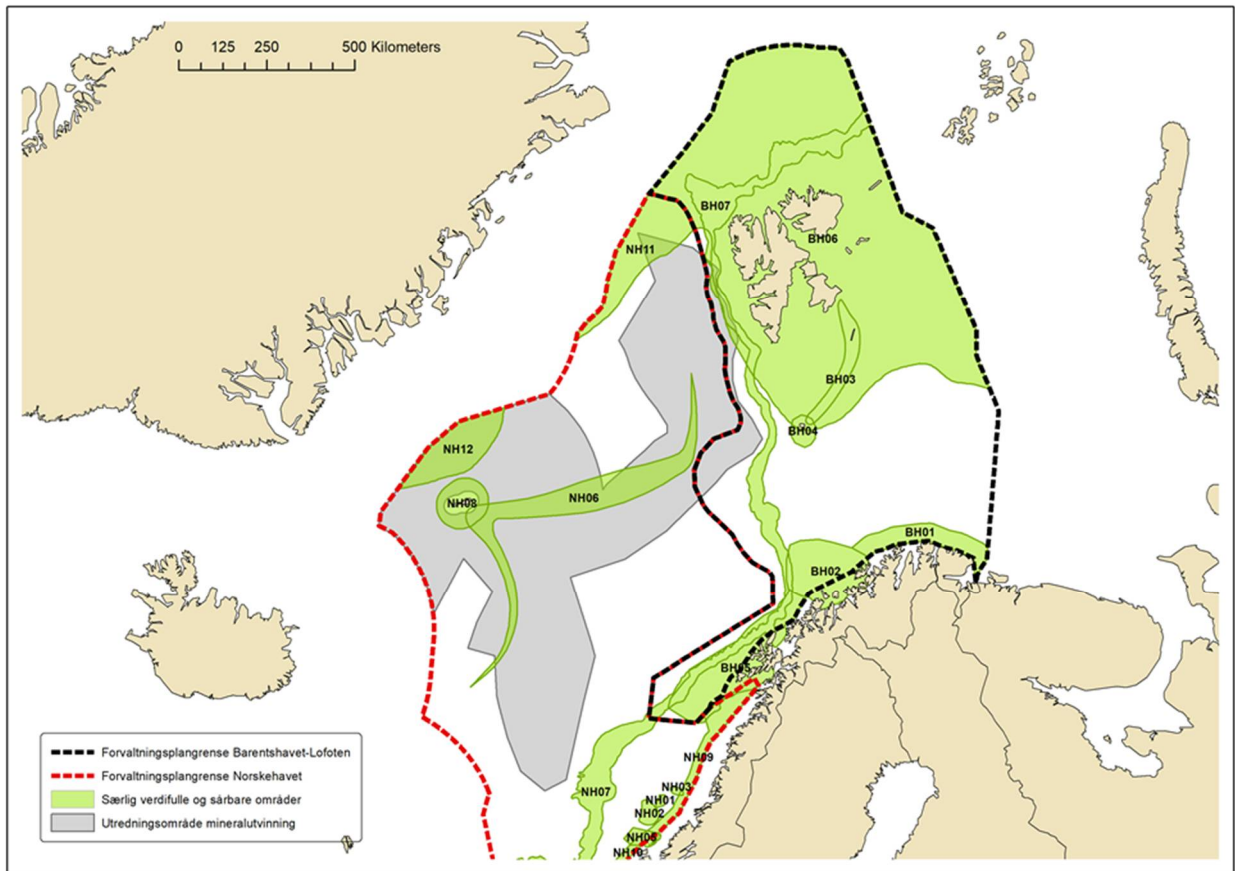 0 125 250 500 Kilometers
BH07
BH06
NH11
BH03
BH04
NH12
NH08
NH06
BH01
BH02
BH05
NH09
NH03
NH07
NH01
NH02
NH05
NH10
Forvaltningsplangrense Barentshavet-Lofoten
Forvaltningsplangrense Norskehavet
Særlig verdifulle og sårbare områder
Utredningsområde mineralutvinning